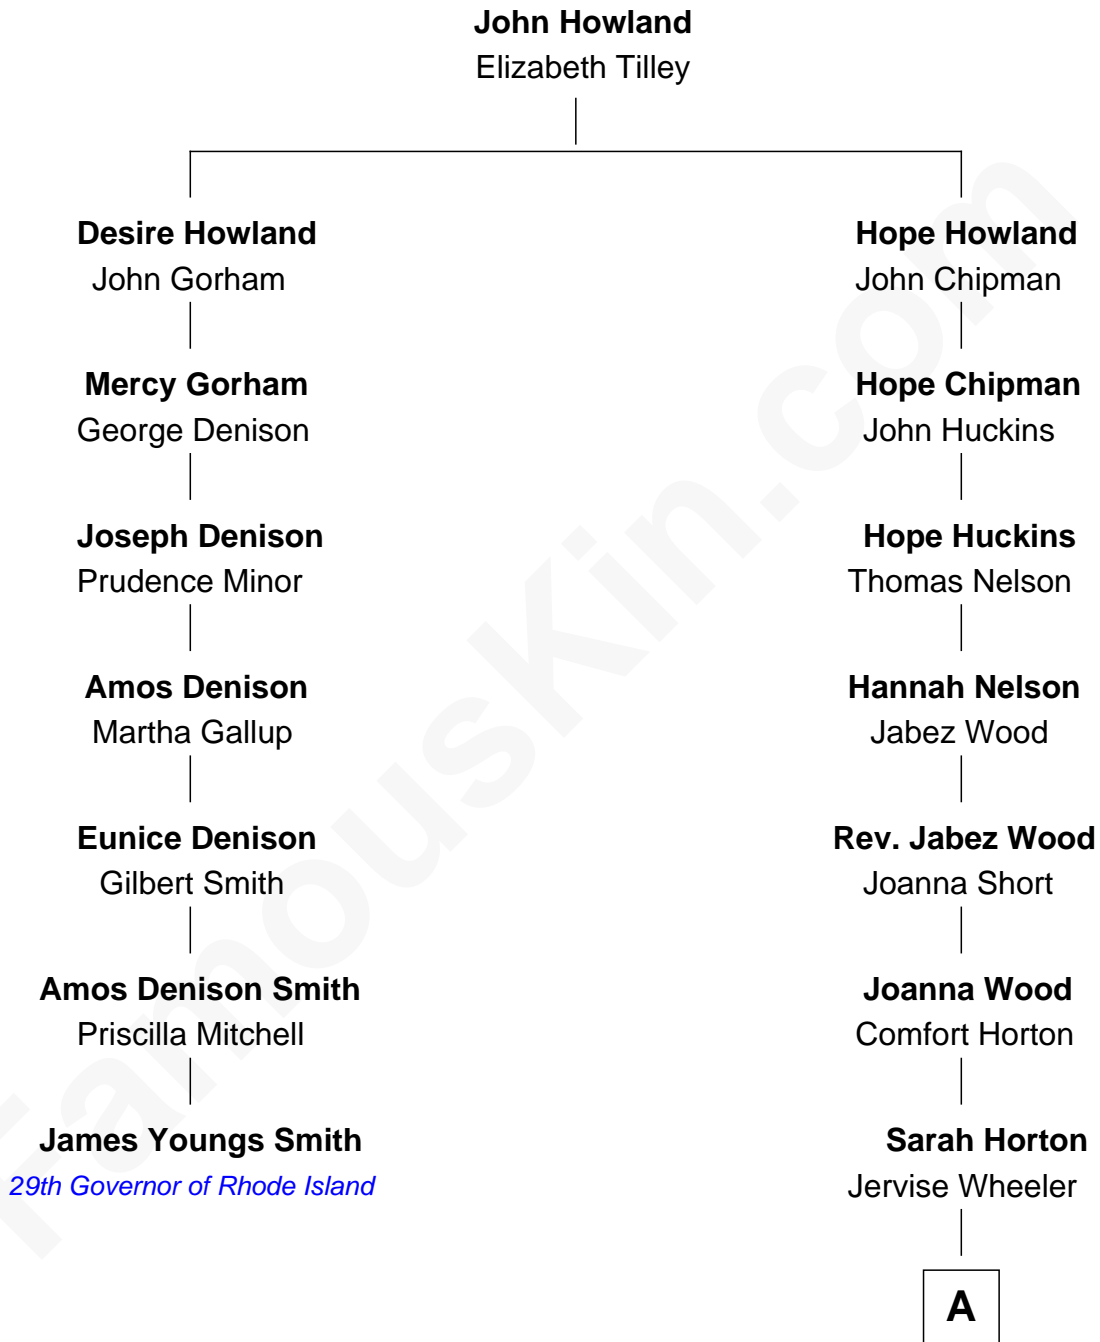 John Howland
Elizabeth Tilley
Desire Howland
John Gorham
Hope Howland
John Chipman
Mercy Gorham
George Denison
Hope Chipman
John Huckins
Joseph Denison
Prudence Minor
Hope Huckins
Thomas Nelson
Amos Denison
Martha Gallup
Hannah Nelson
Jabez Wood
Eunice Denison
Gilbert Smith
Rev. Jabez Wood
Joanna Short
Amos Denison Smith
Priscilla Mitchell
Joanna Wood
Comfort Horton
James Youngs Smith
29th Governor of Rhode Island
Sarah Horton
Jervise Wheeler
A
FamousKin.com